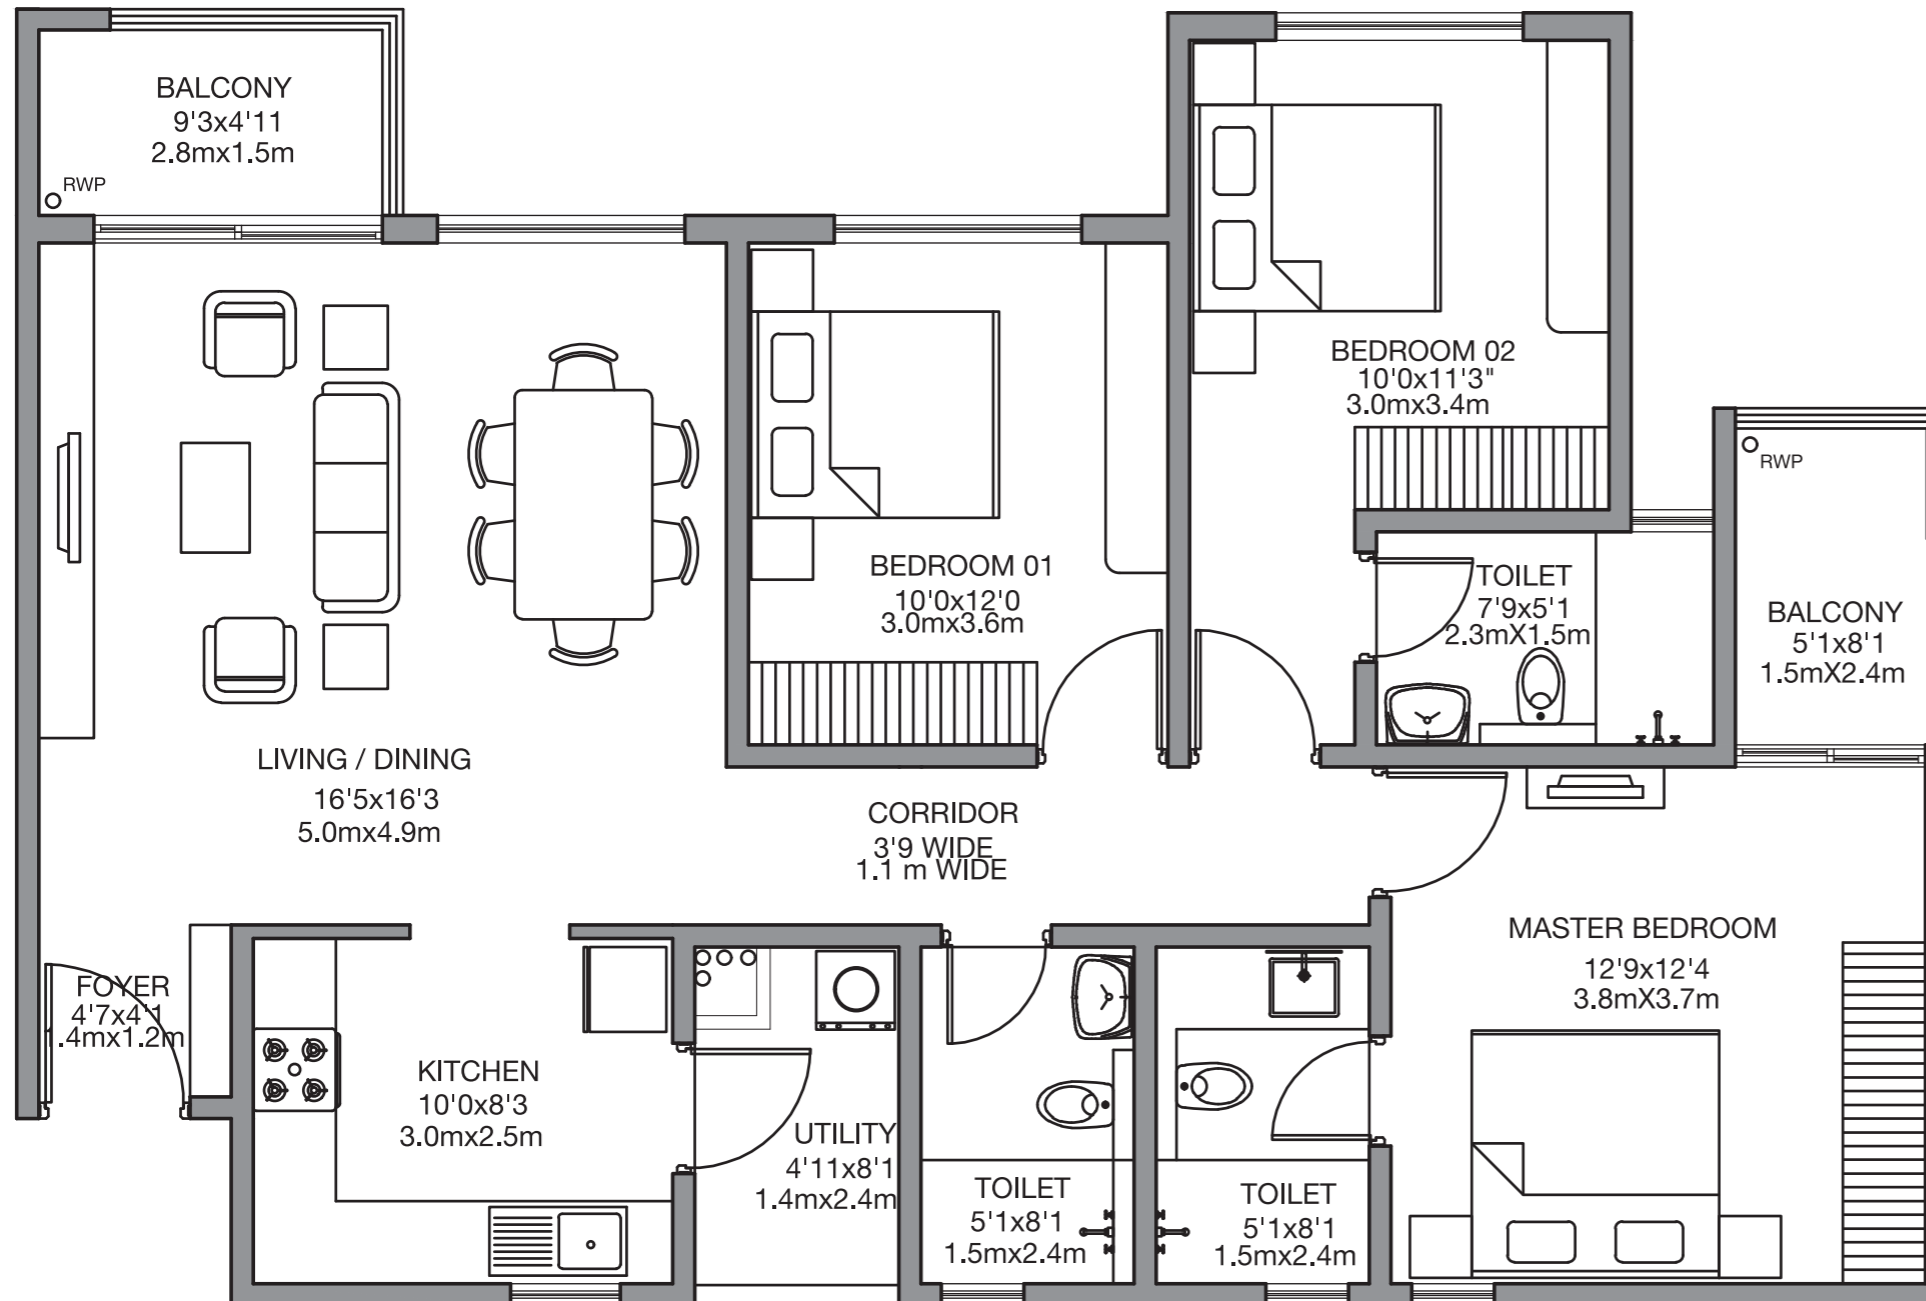 BALCONY
9'3x4'11
2.8mx1.5m
RWP
BEDROOM 02
10'0x11'3"
3.0mx3.4m
RWP
BEDROOM 01
10'0x12'0
3.0mx3.6m
TOILET
7'9x5'1
2.3mX1.5m
BALCONY
5'1x8'1
1.5mX2.4m
LIVING / DINING
16'5x16'3
5.0mx4.9m
CORRIDOR
3'9 WIDE
1.1 m WIDE
MASTER BEDROOM
12'9x12'4
3.8mX3.7m
FOYER
4'7x4'1
1.4mx1.2m
KITCHEN
10'0x8'3
3.0mx2.5m
UTILITY
4'11x8'1
1.4mx2.4m
TOILET
5'1x8'1
1.5mx2.4m
TOILET
5'1x8'1
1.5mx2.4m